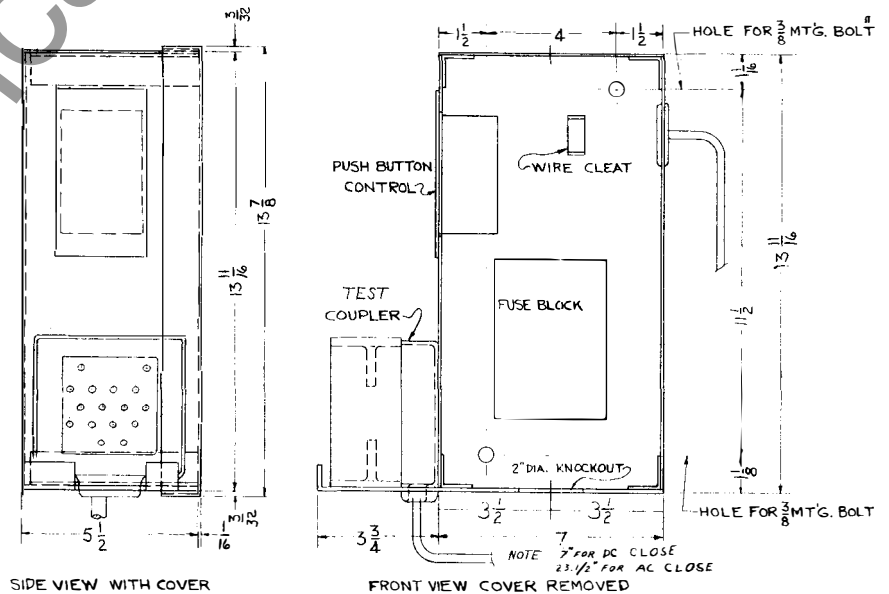 3/32
1 1/2
4
1 1/2
HOLE FOR 3/8 MT'G. BOLT"
1 1/16
PUSH BUTTON
CONTROL
WIRE CLEAT
13 7/8
13 11/16
11 1/2
13 11/16
TEST
COUPLER
FUSE BLOCK
2" DIA. KNOCKOUT
1 1/8
3 1/2
3 1/2
HOLE FOR 3/8 MT'G. BOLT
5 1/2
1/16
3/32
3 3/4
7
NOTE 7" FOR DC CLOSE
23.1/2" FOR AC CLOSE
SIDE VIEW WITH COVER
FRONT VIEW COVER REMOVED